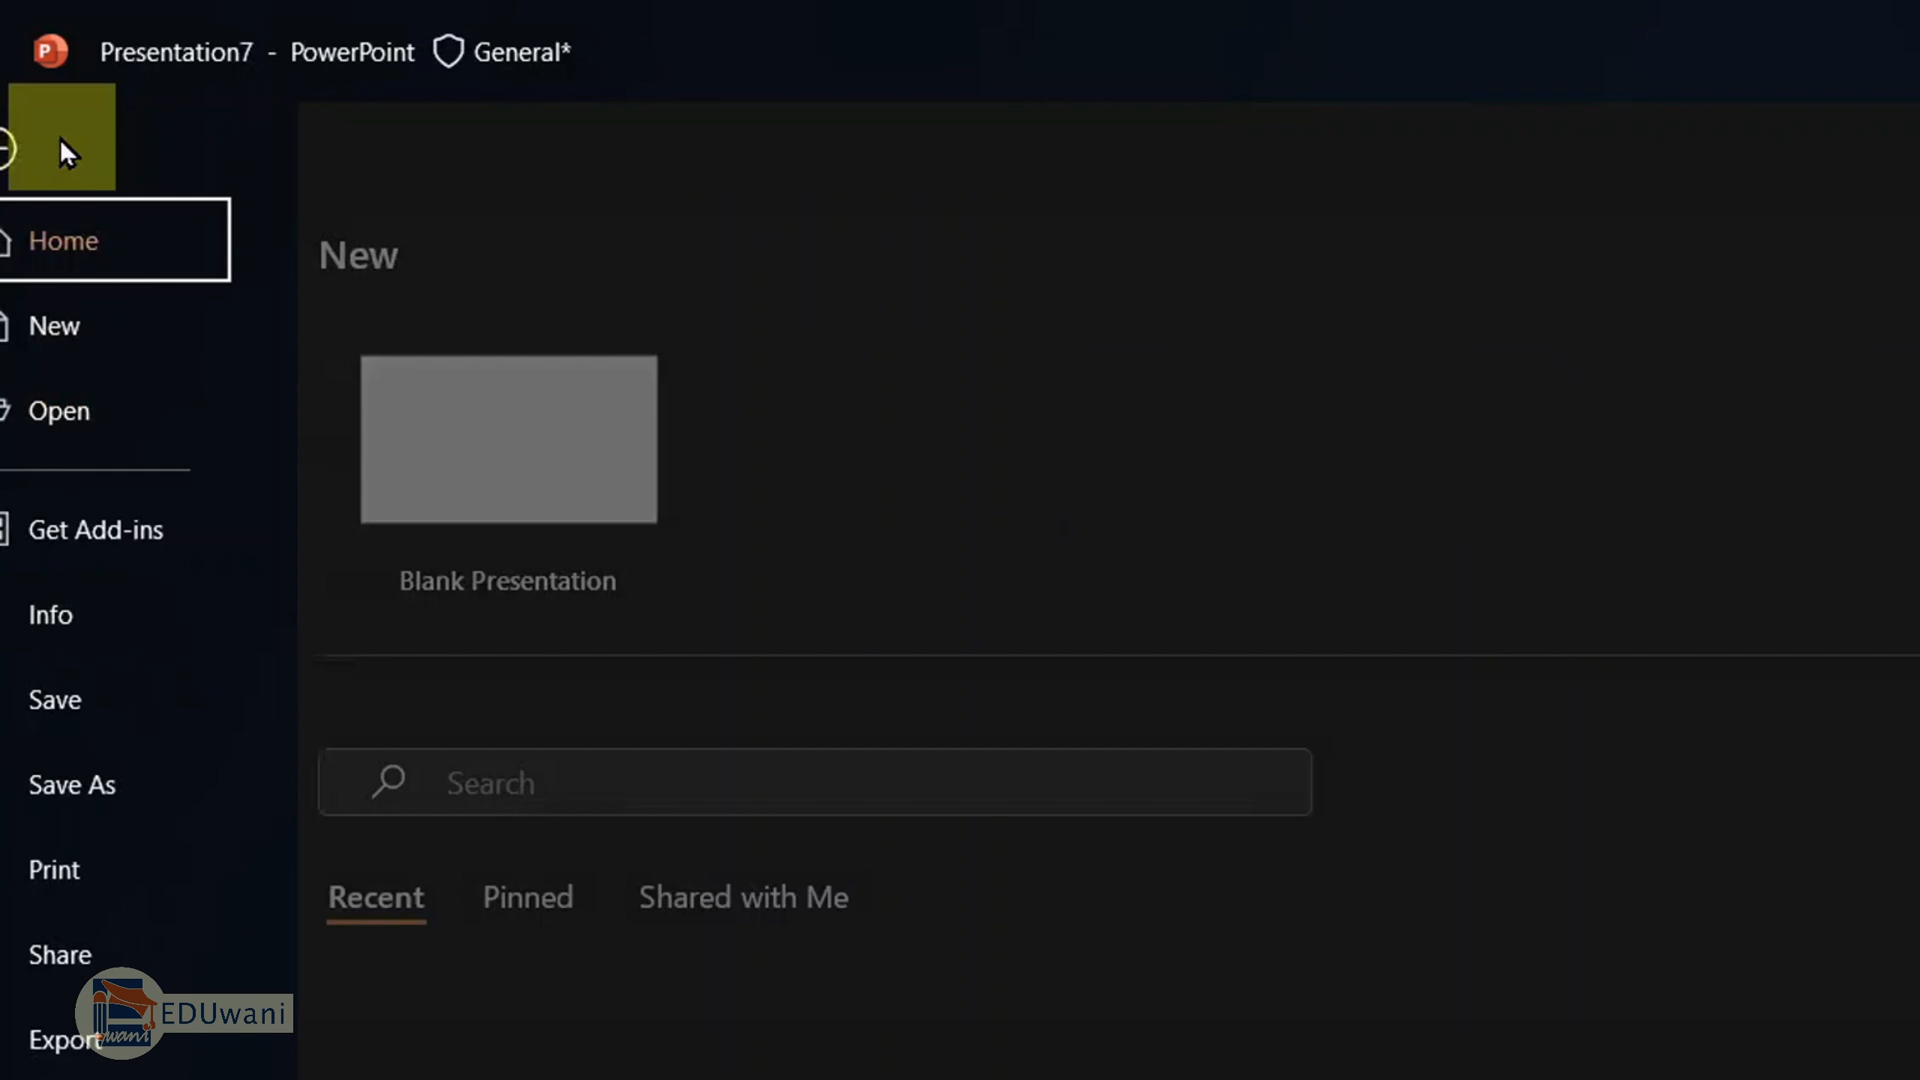 Presentation7 - PowerPoint General*
Home
New
Open
Get Add-ins
Info
Save
Save As
Print
Share
Export
New
Blank Presentation
Search
Recent Pinned Shared with Me
EDUwani
wani